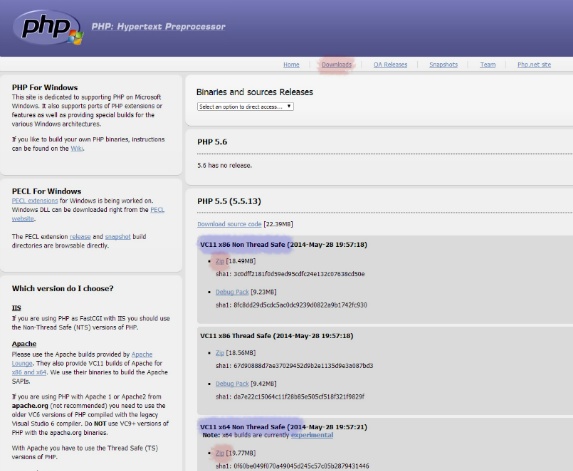 php
PHP: Hypertext Preprocessor
Home
Downloads
QA Releases
Snapshots
Team
Php.net site
PHP For Windows
This site is dedicated to supporting PHP on Microsoft
Windows. It also supports ports of PHP extensions or
features as well as providing special builds for the
various Windows architectures.
If you like to build your own PHP binaries, instructions
can be found on the Wiki.
PECL For Windows
PECL extensions for Windows is being worked on.
Windows DLL can be downloaded right from the PECL
website.
The PECL extension release and snapshot build
directories are browsable directly.
Which version do I choose?
IIS
If you are using PHP as FastCGI with IIS you should use
the Non-Thread Safe (NTS) versions of PHP.
Apache
Please use the Apache builds provided by Apache
Lounge. They also provide VC11 builds of Apache for
x86 and x64. We use their binaries to build the Apache
SAPIs.
If you are using PHP with Apache 1 or Apache2 from
apache.org (not recommended) you need to use the
older VC6 versions of PHP compiled with the legacy
Visual Studio 6 compiler. Do NOT use VC9+ versions of
PHP with the apache.org binaries.
With Apache you have to use the Thread Safe (TS)
versions of PHP.
Binaries and sources Releases
Select an option to direct access...
PHP 5.6
5.6 has no release.
PHP 5.5 (5.5.13)
Download source code [22.39MB]
VC11 x86 Non Thread Safe (2014-May-28 19:57:18)
Zip [18.49MB]
sha1:
Debug Pack [9.23MB]
sha1:
VC11 x86 Thread Safe (2014-May-28 19:57:18)
Zip [18.56MB]
sha1:
Debug Pack [9.42MB]
sha1:
VC11 x64 Non Thread Safe (2014-May-28 19:57:21)
Note: x64 builds are currently experimental
Zip [19.77MB]
sha1: